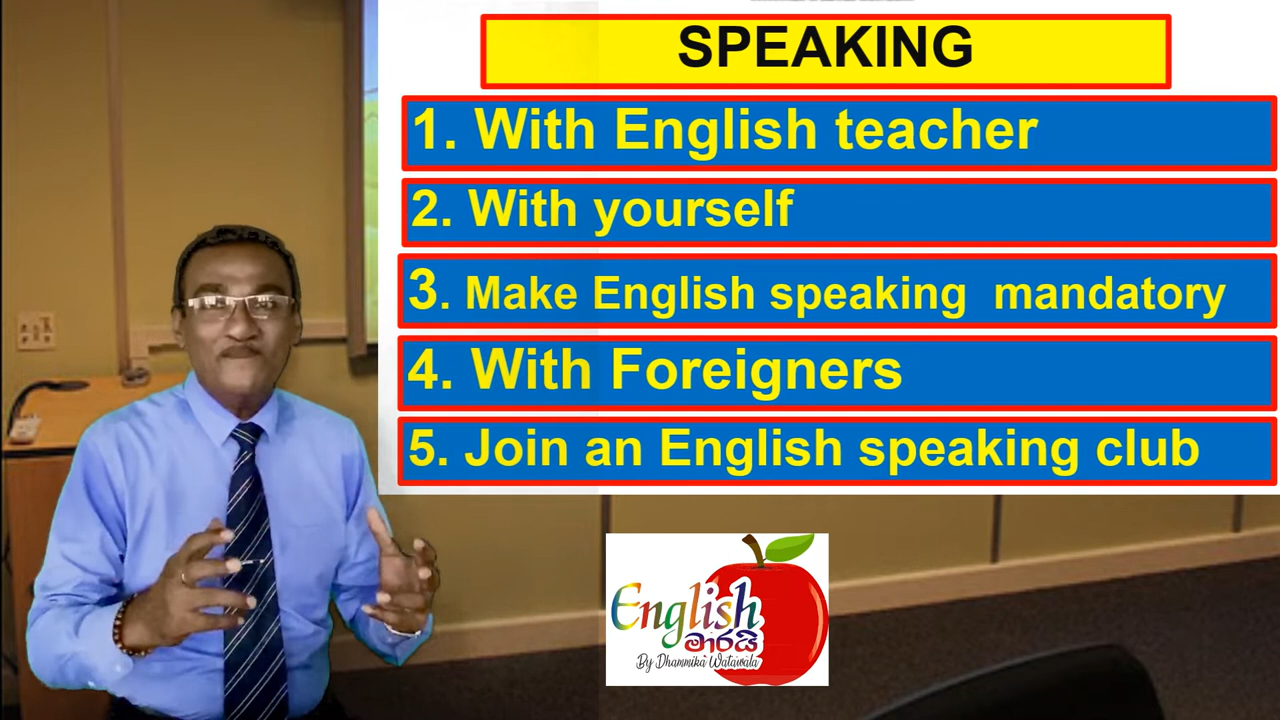 SPEAKING
1. With English teacher
2. With yourself
3. Make English speaking mandatory
4. With Foreigners
5. Join an English speaking club
English
මාරයි
By Dhammika Watawala